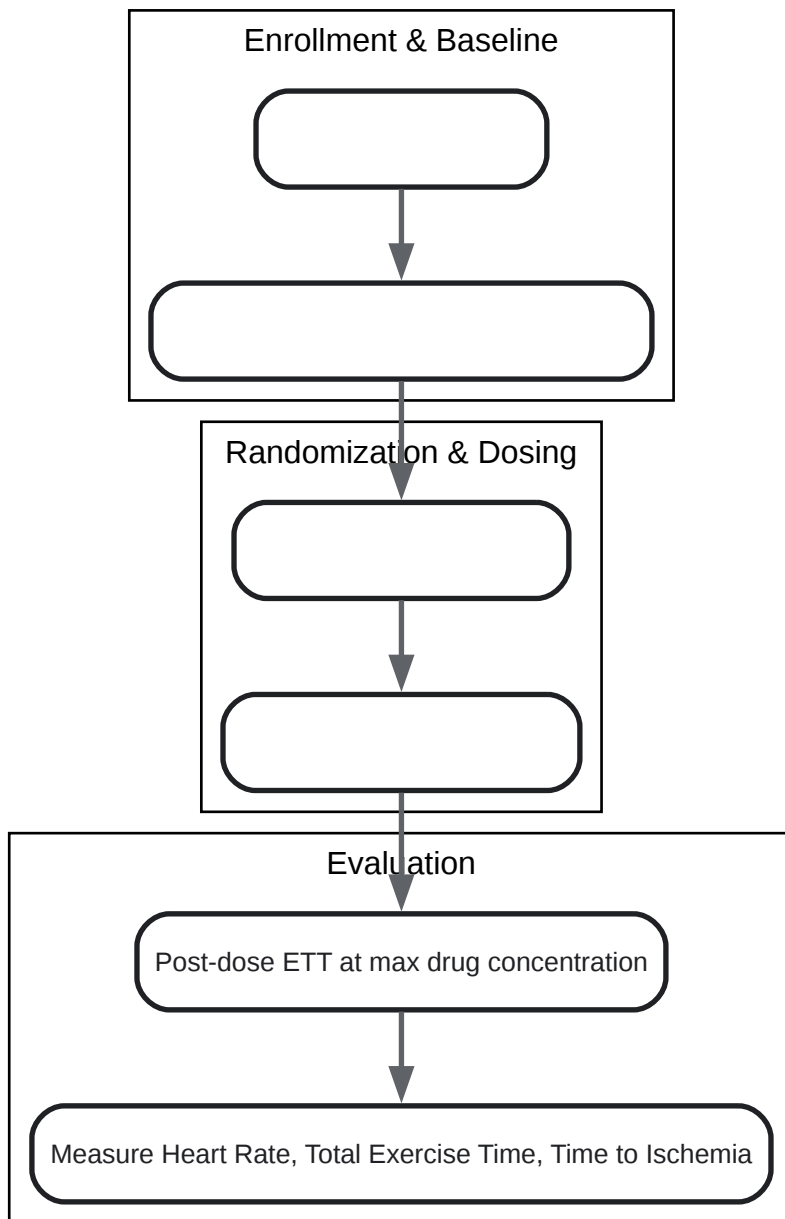 Enrollment & Baseline
Randomization & Dosing
Evaluation
Post-dose ETT at max drug concentration
Measure Heart Rate, Total Exercise Time, Time to Ischemia